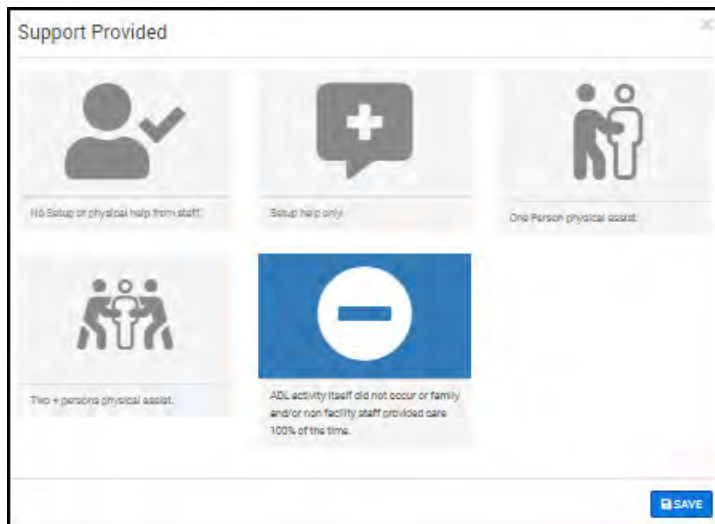 Support Provided
No Setup or physical help from staff.
Setup help only.
One Person physical assist.
Two + persons physical assist.
ADL activity itself did not occur or family
and/or non facility staff provided care
100% of the time.
SAVE